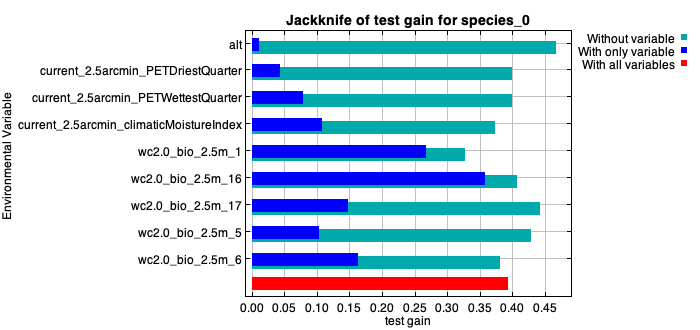 Jackknife of test gain for species_0
Environmental Variable
alt
current_2.5arcmin_PETDriestQuarter
current_2.5arcmin_PETWettestQuarter
current_2.5arcmin_climaticMoistureIndex
wc2.0_bio_2.5m_1
wc2.0_bio_2.5m_16
wc2.0_bio_2.5m_17
wc2.0_bio_2.5m_5
wc2.0_bio_2.5m_6
0.00 0.05 0.10 0.15 0.20 0.25 0.30 0.35 0.40 0.45
test gain
Without variable
With only variable
With all variables